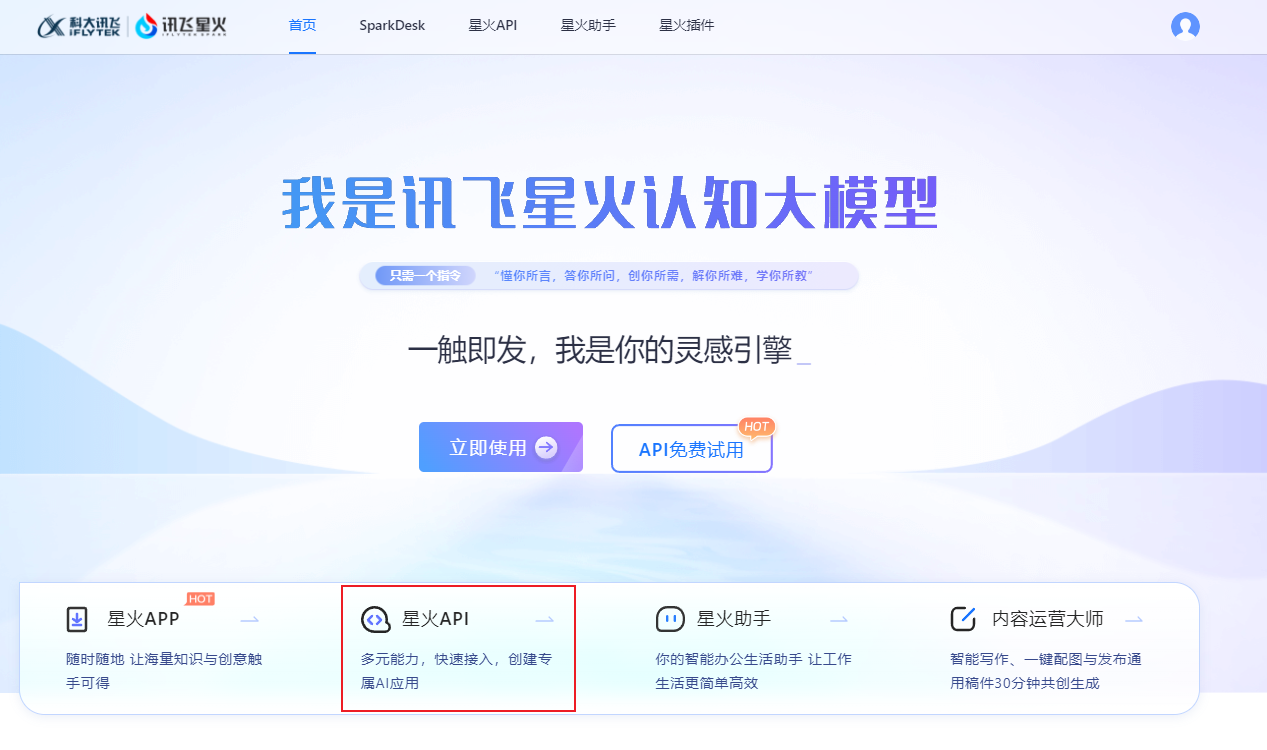 科大讯飞 讯飞星火
iFLYTEK IFLYTEK SPARK
首页 SparkDesk 星火API 星火助手 星火插件
我是讯飞星火认知大模型
只需一个指令 “懂你所言，答你所问，创你所需，解你所难，学你所教”
一触即发，我是你的灵感引擎_
立即使用 API免费试用 HOT
星火APP HOT
随时随地 让海量知识与创意触
手可得
星火API
多元能力，快速接入，创建专
属AI应用
星火助手
你的智能办公生活助手 让工作
生活更简单高效
内容运营大师
智能写作、一键配图与发布通
用稿件30分钟共创生成